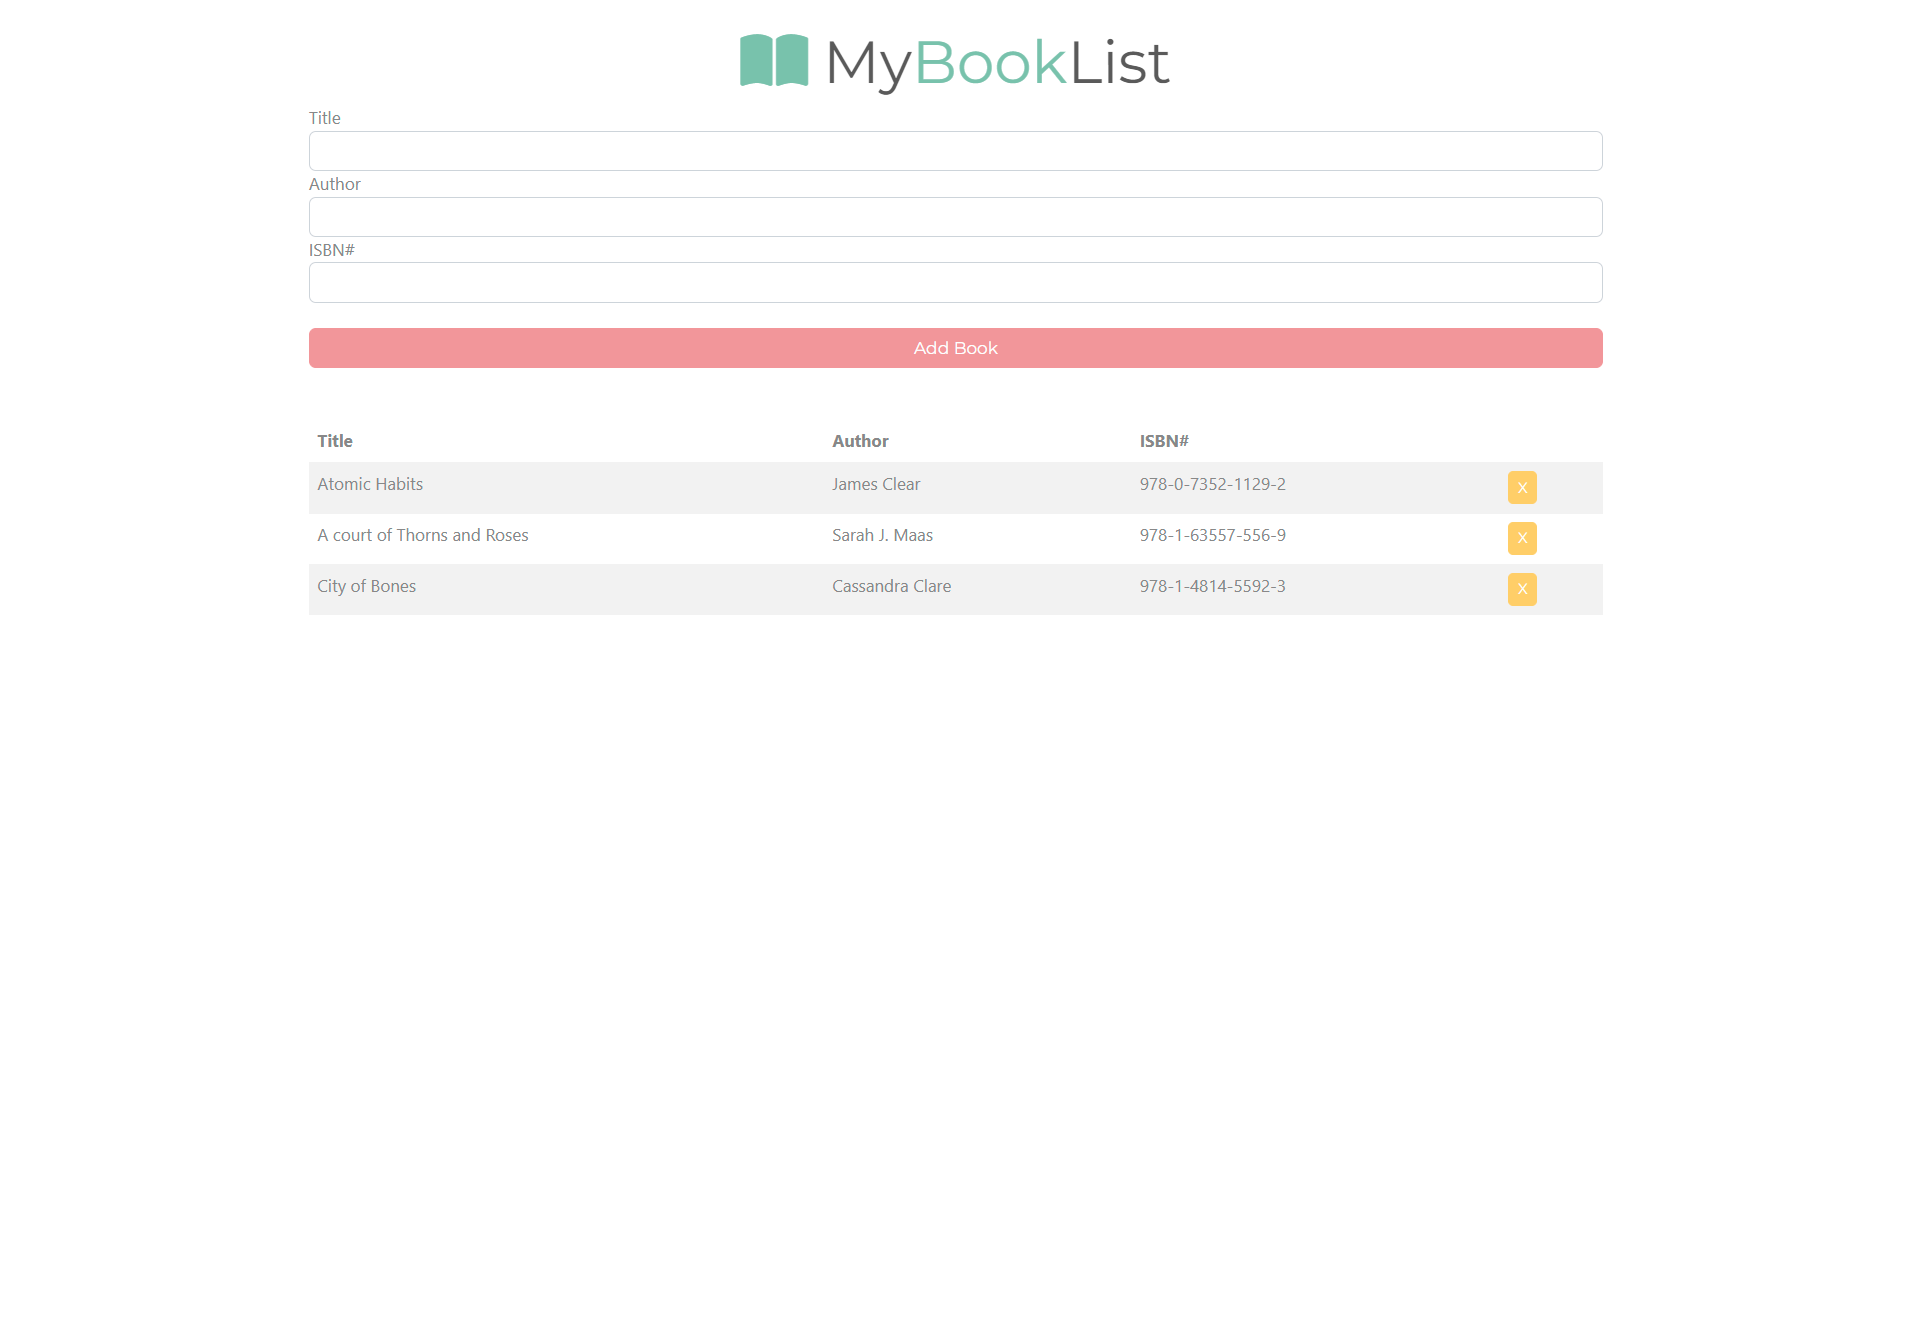 MyBookList
Title
Author
ISBN#
Add Book
Title Author ISBN#
Atomic Habits James Clear 978-0-7352-1129-2 X
A court of Thorns and Roses Sarah J. Maas 978-1-63557-556-9 X
City of Bones Cassandra Clare 978-1-4814-5592-3 X